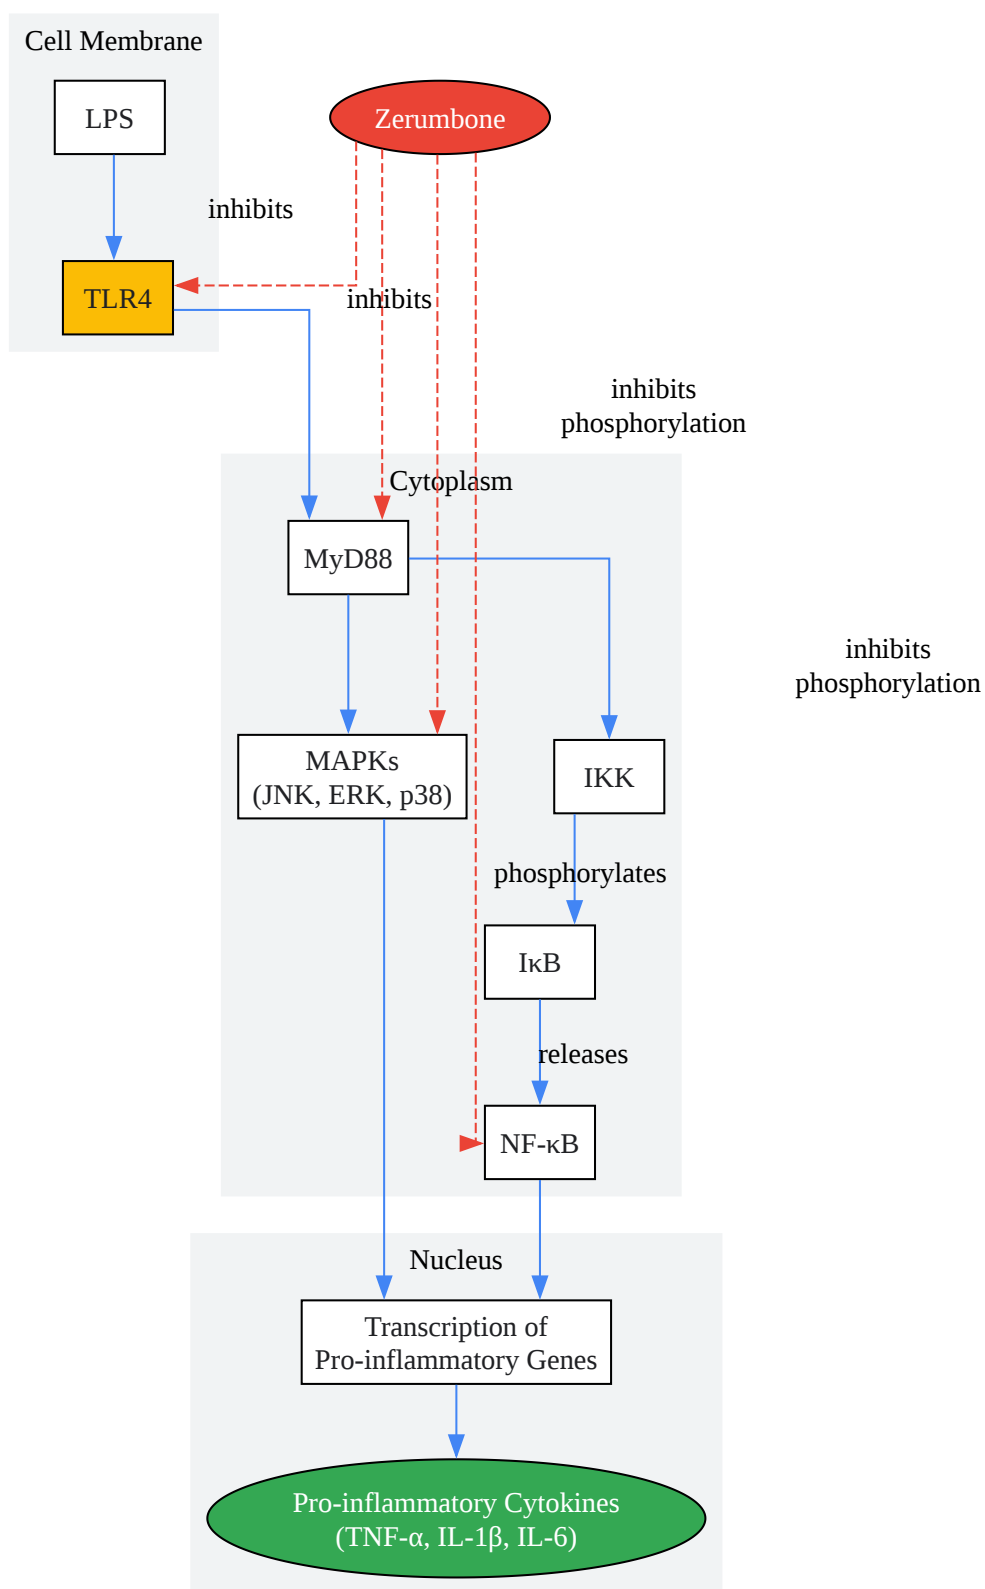 Cell Membrane
LPS
Zerumbone
inhibits
TLR4
inhibits
inhibits
phosphorylation
Cytoplasm
MyD88
inhibits
phosphorylation
MAPKs
(JNK, ERK, p38)
IKK
phosphorylates
IκB
releases
NF-κB
Nucleus
Transcription of
Pro-inflammatory Genes
Pro-inflammatory Cytokines
(TNF-α, IL-1β, IL-6)